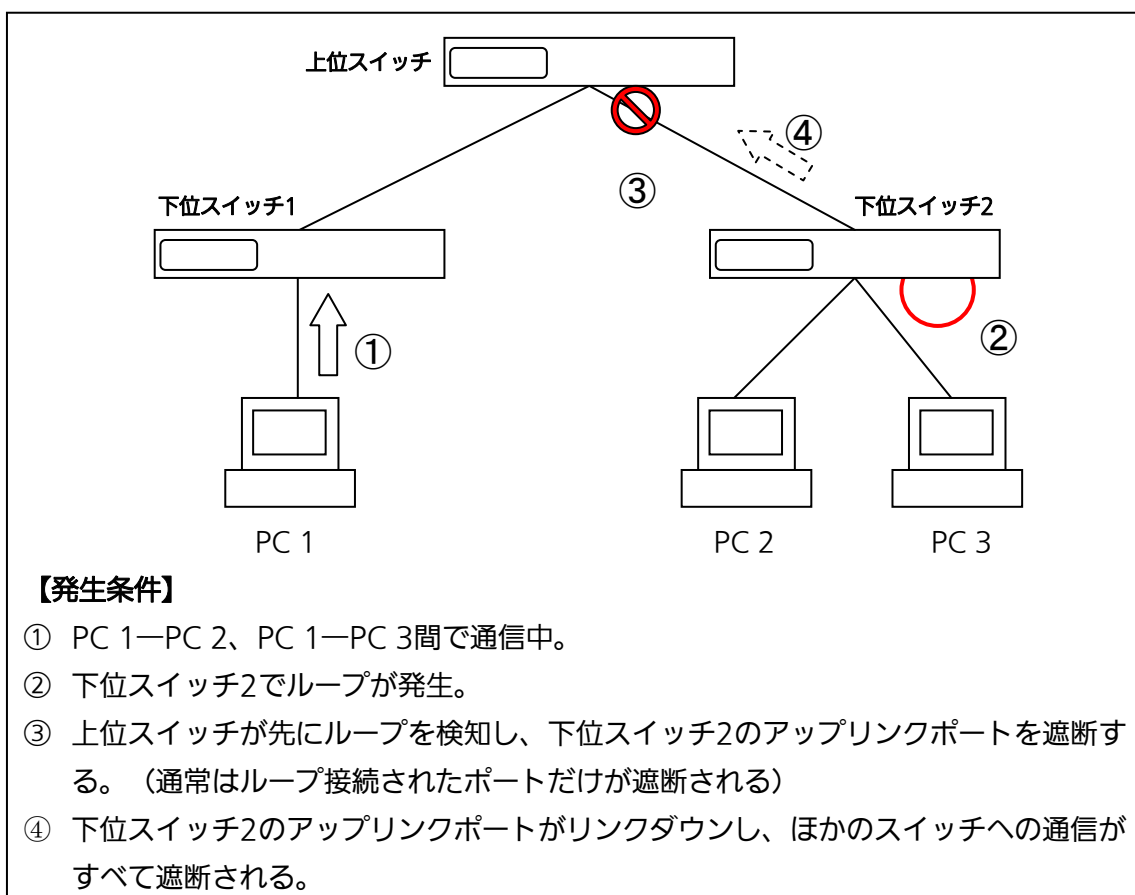 上位スイッチ
④
③
下位スイッチ1
下位スイッチ2
①
②
PC 1
PC 2
PC 3
【発生条件】
① PC 1―PC 2、PC 1―PC 3間で通信中。
② 下位スイッチ2でループが発生。
③ 上位スイッチが先にループを検知し、下位スイッチ2のアップリンクポートを遮断す
る。（通常はループ接続されたポートだけが遮断される）
④ 下位スイッチ2のアップリンクポートがリンクダウンし、ほかのスイッチへの通信が
すべて遮断される。